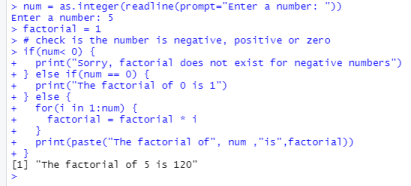 > num = as.integer(readline(prompt="Enter a number: "))
Enter a number: 5
> factorial = 1
> # check is the number is negative, positive or zero
> if(num< 0) {
+   print("Sorry, factorial does not exist for negative numbers")
+ } else if(num == 0) {
+   print("The factorial of 0 is 1")
+ } else {
+   for(i in 1:num) {
+     factorial = factorial * i
+   }
+   print(paste("The factorial of", num ,"is",factorial))
+ }
[1] "The factorial of 5 is 120"
>